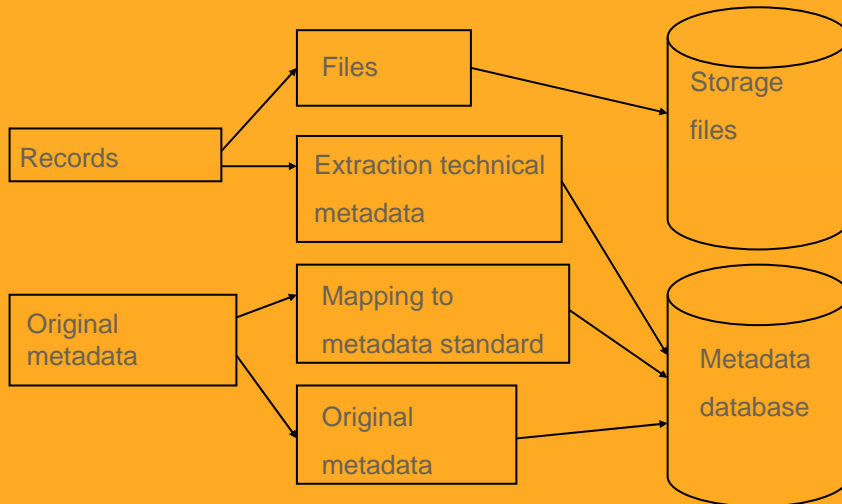 Files
Storage
files
Records
Extraction technical
metadata
Original
metadata
Mapping to
metadata standard
Metadata
database
Original
metadata